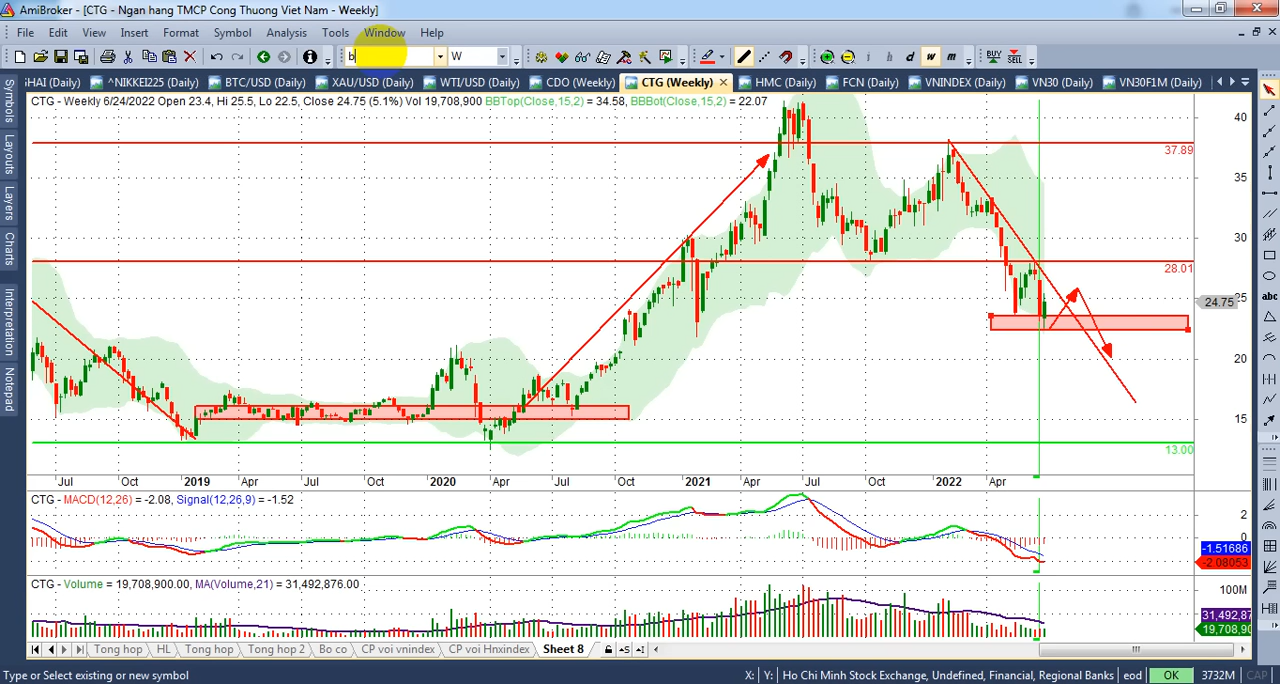 AmiBroker - [CTG - Ngan hang TMCP Cong Thuong Viet Nam - Weekly]
File Edit View Insert Format Symbol Analysis Tools Window Help
b W h d w m BUY SELL
HAI (Daily) ^NIKKEI225 (Daily) BTC/USD (Daily) XAU/USD (Daily) WTI/USD (Daily) CDO (Weekly) CTG (Weekly) HMC (Daily) FCN (Daily) VNINDEX (Daily) VN30 (Daily) VN30F1M (Daily)
CTG - Weekly 6/24/2022 Open 23.4, Hi 25.5, Lo 22.5, Close 24.75 (5.1%) Vol 19,708,900 BBTop(Close,15,2) = 34.58, BBBot(Close,15,2) = 22.07
Symbols
Layouts
Layers
Charts
Interpretation
Notepad
abc
40
37.89
35
30
28.01
25
24.75
20
15
13.00
Jul Oct 2019 Apr Jul Oct 2020 Apr Jul Oct 2021 Apr Jul Oct 2022 Apr
CTG - MACD(12,26) = -2.08, Signal(12,26,9) = -1.52
2
0
-1.51686
-2.08053
CTG - Volume = 19,708,900.00, MA(Volume,21) = 31,492,876.00
100M
31,492,87
19,708,90
Tong hop HL Tong hop Tong hop 2 Bo loc CP voi vnindex CP voi Hnxindex Sheet 8
Type or Select existing or new symbol X: Y: Ho Chi Minh Stock Exchange, Undefined, Financial, Regional Banks eod OK 3732M CAP